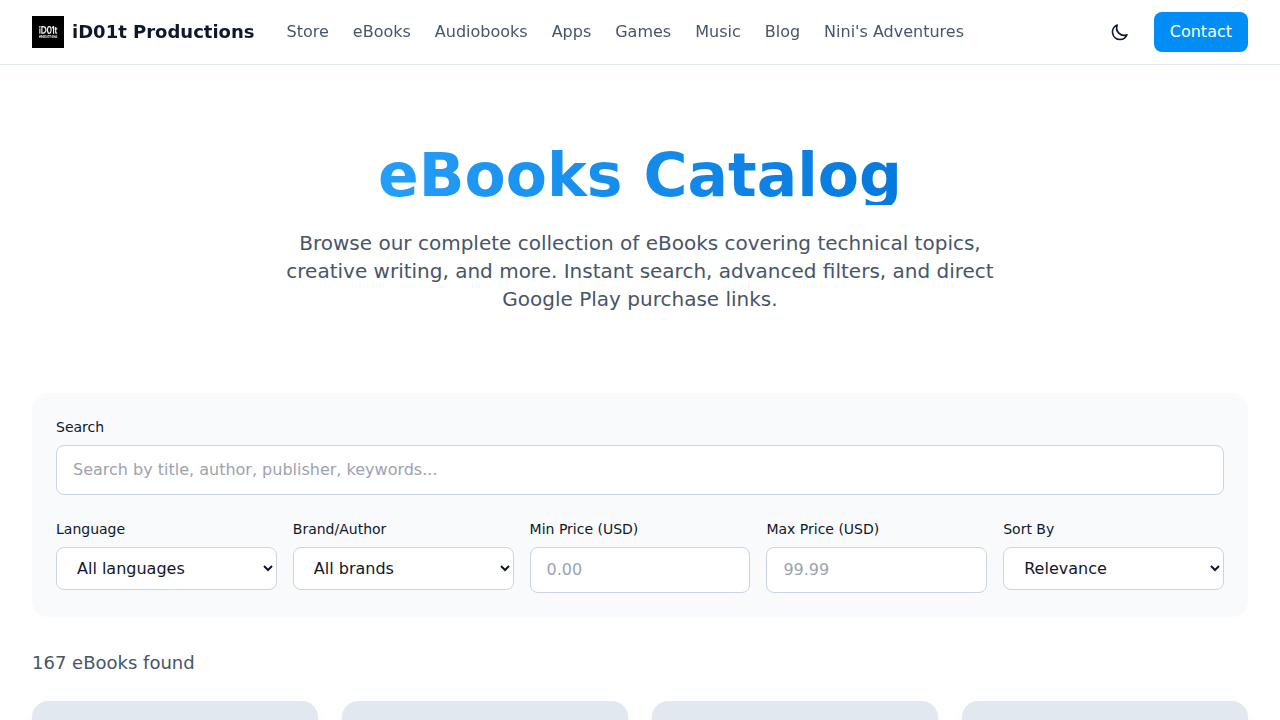 iD01t
PRODUCTIONS
iD01t Productions
Store
eBooks
Audiobooks
Apps
Games
Music
Blog
Nini's Adventures
Contact
eBooks Catalog
Browse our complete collection of eBooks covering technical topics,
creative writing, and more. Instant search, advanced filters, and direct
Google Play purchase links.
Search
Search by title, author, publisher, keywords...
Language
Brand/Author
Min Price (USD)
Max Price (USD)
Sort By
All languages
All brands
0.00
99.99
Relevance
167 eBooks found